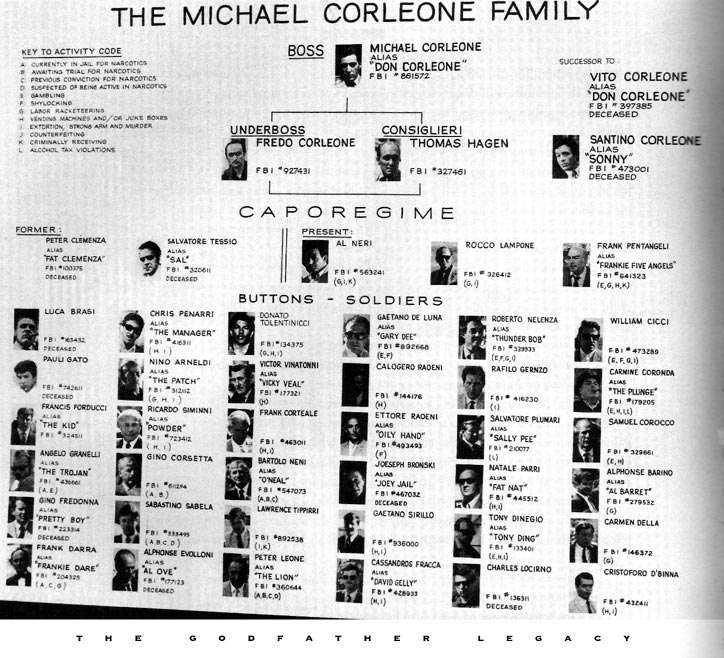 THE MICHAEL CORLEONE FAMILY
KEY TO ACTIVITY CODE
A CURRENTLY IN JAIL FOR NARCOTICS
B AWAITING TRIAL FOR NARCOTICS
C PREVIOUS CONVICTION FOR NARCOTICS
D SUSPECTED OF BEING ACTIVE IN NARCOTICS
E GAMBLING
F SHYLOCKING
G LABOR RACKETEERING
H VENDING MACHINES AND/OR JUKE BOXES
I EXTORTION, STRONG ARM AND MURDER
J COUNTERFEITING
K CRIMINALLY RECEIVING
L ALCOHOL TAX VIOLATIONS
BOSS
MICHAEL CORLEONE
ALIAS
"DON CORLEONE"
FBI #861572
SUCCESSOR TO:
VITO CORLEONE
ALIAS
"DON CORLEONE"
FBI #397385
DECEASED
SANTINO CORLEONE
ALIAS
"SONNY"
FBI #473001
DECEASED
UNDERBOSS
FREDO CORLEONE
FBI #927431
CONSIGLIERI
THOMAS HAGEN
FBI #327461
CAPOREGIME
FORMER:
PETER CLEMENZA
ALIAS
"FAT CLEMENZA"
FBI #100375
DECEASED
SALVATORE TESSIO
ALIAS
"SAL"
FBI #320611
DECEASED
PRESENT:
AL NERI
FBI #563241
(G,I,K)
ROCCO LAMPONE
FBI #326412
(G,I)
FRANK PENTANGELI
ALIAS
"FRANKIE FIVE ANGELS"
FBI #641323
(E,G,H,K)
BUTTONS - SOLDIERS
LUCA BRASI
FBI #165432
DECEASED
PAULI GATO
FBI #742611
DECEASED
FRANCIS FORDUCCI
ALIAS
"THE KID"
FBI #324511
ANGELO GRANELLI
ALIAS
"THE TROJAN"
#436661
(A,E)
GINO FREDONNA
ALIAS
"PRETTY BOY"
#223314
DECEASED
FRANK DARRA
ALIAS
"FRANKIE DARE"
#204325
(A,C,G)
CHRIS PENARRI
ALIAS
"THE MANAGER"
FBI #416911
(H,I.)
NINO ARNELDI
ALIAS
"THE PATCH"
FBI #312112
(G,H,I.)
RICARDO SIMINNI
ALIAS
"POWDER"
FBI #723412
(H,I.)
GINO CORSETTA
FBI #611294
(A,B.)
SABASTINO SABELA
FBI #333495
(A,B,C,D)
ALPHONSE EVOLLONI
ALIAS
"AL OVE"
FBI #177123
DECEASED
DONATO
TOLENTINICCI
FBI #134375
(G,H,I)
VICTOR VINATONNI
ALIAS
"VICKY VEAL"
FBI #177321
(H)
FRANK CORTEALE
FBI #463011
(H,I)
BARTOLO NENI
ALIAS
"O'NEAL"
FBI #547073
(A,B,C)
LAWRENCE TIPPIRRI
FBI #892538
(I,K)
PETER LEONE
ALIAS
"THE LION"
FBI #360644
(A,B,C,D)
GAETANO DE LUNA
ALIAS
"GARY DEE"
FBI #892668
(E,F)
CALOGERO RAOENI
FBI #144176
(H)
ETTORE RAOENI
ALIAS
"OILY HAND"
FBI #493493
(F)
JOESEPH BRONSKI
ALIAS
"JOEY JAIL"
FBI #467032
DECEASED
GAETANO SIRILLO
FBI #936000
(H,I)
CASSANDROS FRACCA
ALIAS
"DAVID GELLY"
FBI #428933
(H,I)
ROBERTO NELENZA
ALIAS
"THUNDER BOB"
FBI #339933
(E,F,G,I)
RAFILO GERNZO
FBI #416230
(I)
SALVATORE PLUMARI
ALIAS
"SALLY PEE"
FBI #210077
(L)
NATALE PARRI
ALIAS
"FAT NAT"
FBI #445512
(H,I)
TONY DINEGIO
ALIAS
"TONY DING"
FBI #133401
(E,H,I)
CHARLES LOCIRNO
FBI #136311
DECEASED
WILLIAM CICCI
FBI #473289
(E,F,G,I)
CARMINE CORONDA
ALIAS
"THE PLUNGE"
FBI #179205
(E,H,I,L)
SAMUEL COROCCO
FBI #329661
(E,H)
ALPHONSE BARINO
ALIAS
"AL BARRET"
FBI #279532
(G)
CARMEN DELLA
FBI #146372
(G)
CRISTOFORO D'BINNA
FBI #432411
(H,I)
THE GODFATHER LEGACY